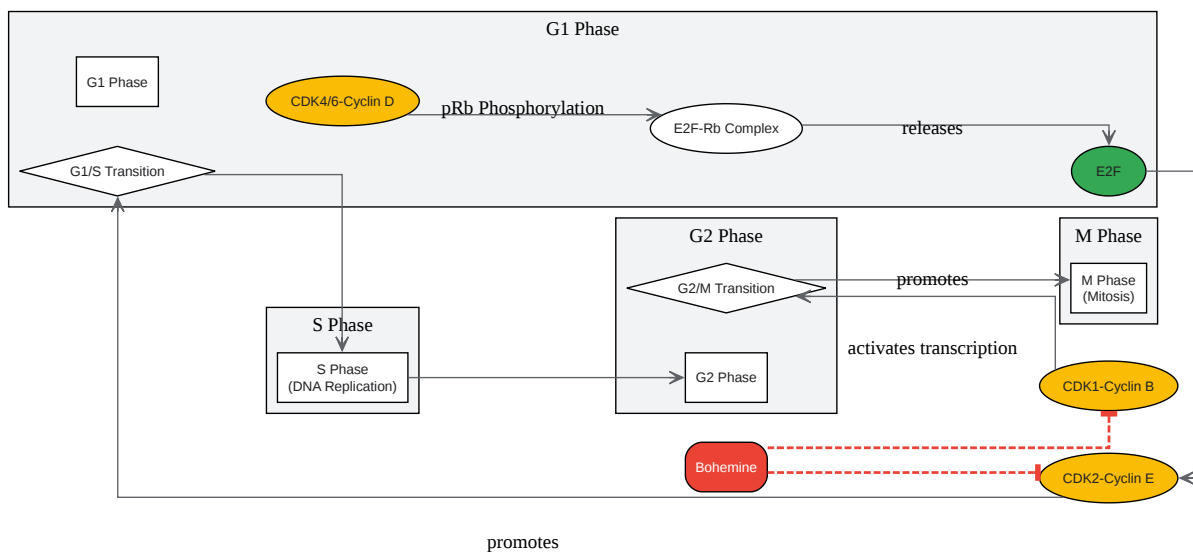 G1 Phase
G1 Phase
CDK4/6-Cyclin D
pRb Phosphorylation
E2F-Rb Complex
releases
G1/S Transition
E2F
G2 Phase
M Phase
G2/M Transition
promotes
M Phase
(Mitosis)
S Phase
activates transcription
S Phase
(DNA Replication)
G2 Phase
CDK1-Cyclin B
Bohemine
CDK2-Cyclin E
promotes